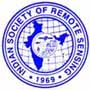 INDIAN SOCIETY OF REMOTE SENSING
* 1969 *